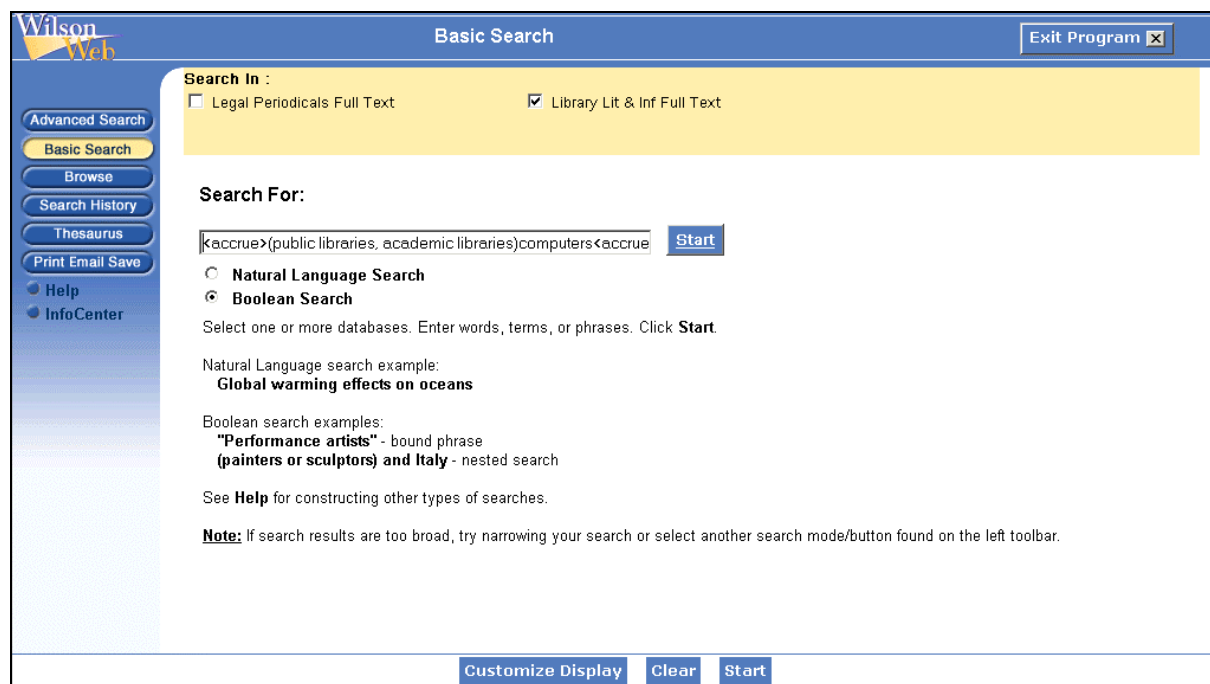 Wilson Web
Basic Search
Exit Program
Search In :
Legal Periodicals Full Text
Library Lit & Inf Full Text
Advanced Search
Basic Search
Browse
Search History
Thesaurus
Print Email Save
Help
InfoCenter
Search For:
<accrue>(public libraries, academic libraries)computers<accrue
Start
Natural Language Search
Boolean Search
Select one or more databases. Enter words, terms, or phrases. Click Start.
Natural Language search example:
Global warming effects on oceans
Boolean search examples:
"Performance artists" - bound phrase
(painters or sculptors) and Italy - nested search
See Help for constructing other types of searches.
Note: If search results are too broad, try narrowing your search or select another search mode/button found on the left toolbar.
Customize Display Clear Start